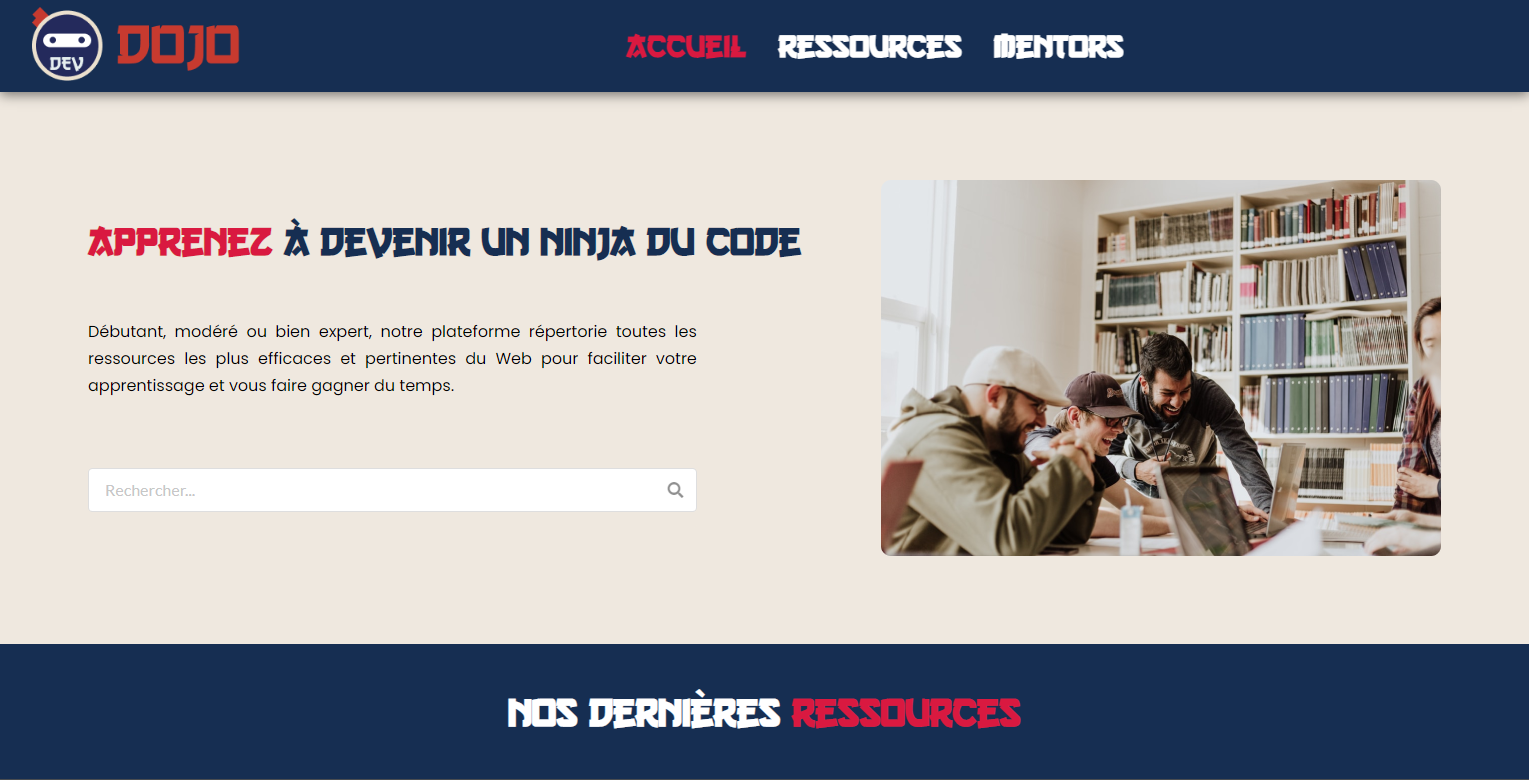 DEV DOJO
ACCUEIL RESSOURCES MENTORS
APPRENEZ À DEVENIR UN NINJA DU CODE
Débutant, modéré ou bien expert, notre plateforme répertorie toutes les
ressources les plus efficaces et pertinentes du Web pour faciliter votre
apprentissage et vous faire gagner du temps.
Rechercher...
NOS DERNIÈRES RESSOURCES